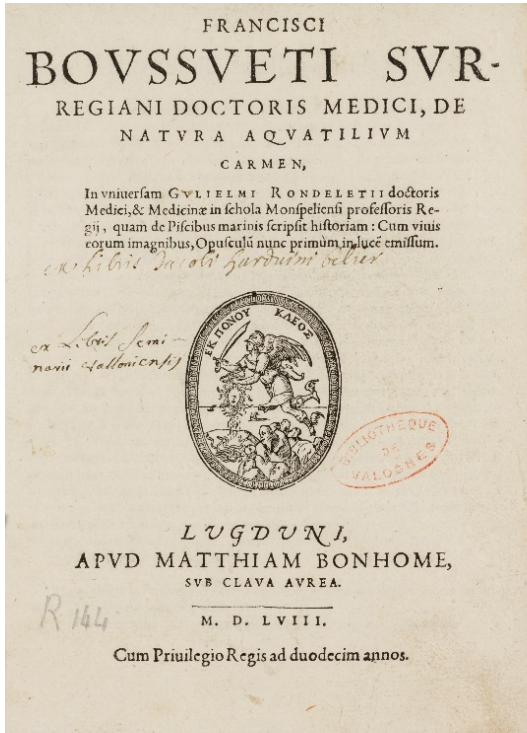 FRANCISCI
BOVSSVETI SVR-
REGIANI DOCTORIS MEDICI, DE
NATVRA AQVATILIVM
CARMEN,
In vniuersam GVLIELMI RONDELETII doctoris
Medici, & Medicinæ in schola Monspeliensi professoris Re-
gij, quam de Piscibus marinis scripsit historiam: Cum viuis
eorum imagnibus, Opusculũ nunc primùm in lucẽ emissum.
ex Libris Jacobi Harduini
ex Libris Semi-
narii Valloniensis
ΕΚ ΠΟΝΟΥ ΚΛΕΟΣ
BIBLIOTHEQUE
DE
VALOGNES
LVGDVNI,
APVD MATTHIAM BONHOME,
SVB CLAVA AVREA.
R 144
M. D. LVIII.
Cum Priuilegio Regis ad duodecim annos.